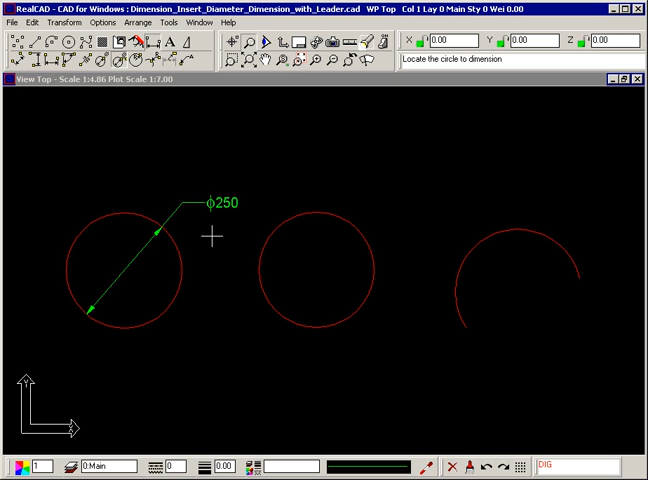 RealCAD - CAD for Windows : Dimension_Insert_Diameter_Dimension_with_Leader.cad WP Top Col 1 Lay 0 Main Sty 0 Wei 0.00
File Edit Transform Options Arrange Tools Window Help
X 0.00 Y 0.00 Z 0.00
Locate the circle to dimension
View Top - Scale 1:4.86 Plot Scale 1:7.00
ϕ250
Y
X
1 0:Main 0 0.00 DIG